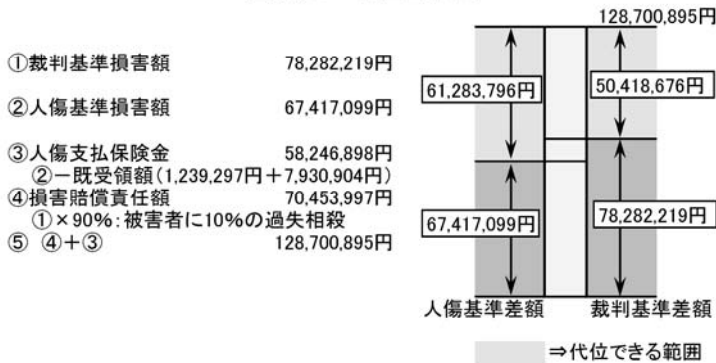 ①裁判基準損害額 78,282,219円
②人傷基準損害額 67,417,099円
③人傷支払保険金 58,246,898円
②－既受領額(1,239,297円＋7,930,904円)
④損害賠償責任額 70,453,997円
①×90%:被害者に10%の過失相殺
⑤ ④＋③ 128,700,895円
128,700,895円
61,283,796円
50,418,676円
67,417,099円
78,282,219円
人傷基準差額 裁判基準差額
⇒代位できる範囲